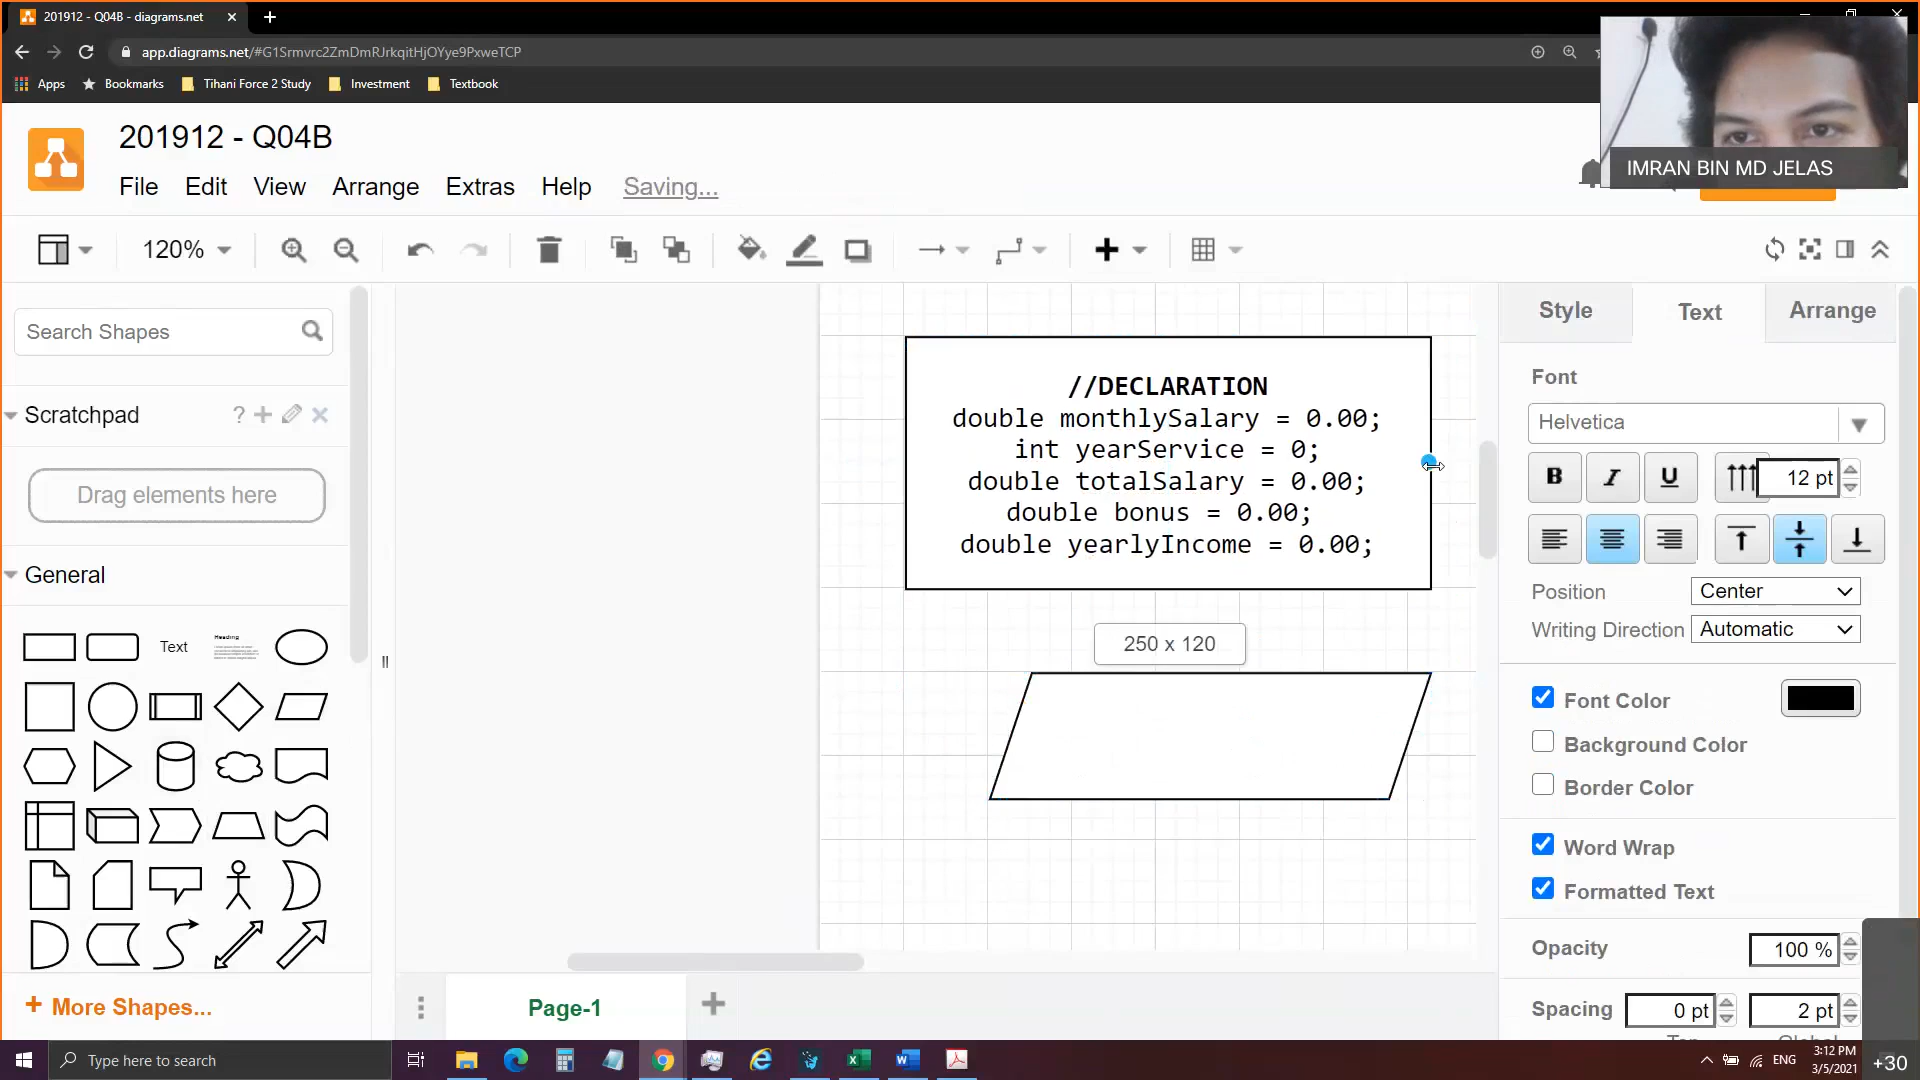 201912 - Q04B - diagrams.net
app.diagrams.net/#G1Srmvrc2ZmDmRJrkqitHjOYye9PxweTCP
Apps
Bookmarks
Tihani Force 2 Study
Investment
Textbook
201912 - Q04B
File
Edit
View
Arrange
Extras
Help
Saving...
IMRAN BIN MD JELAS
120%
Search Shapes
Scratchpad
?
Drag elements here
General
Text
Heading
+ More Shapes...
//DECLARATION
double monthlySalary = 0.00;
int yearService = 0;
double totalSalary = 0.00;
double bonus = 0.00;
double yearlyIncome = 0.00;
250 x 120
Page-1
Style
Text
Arrange
Font
Helvetica
B I U
12 pt
Position
Center
Writing Direction
Automatic
Font Color
Background Color
Border Color
Word Wrap
Formatted Text
Opacity
100 %
Spacing
0 pt
2 pt
Type here to search
ENG
3:12 PM
3/5/2021
+30